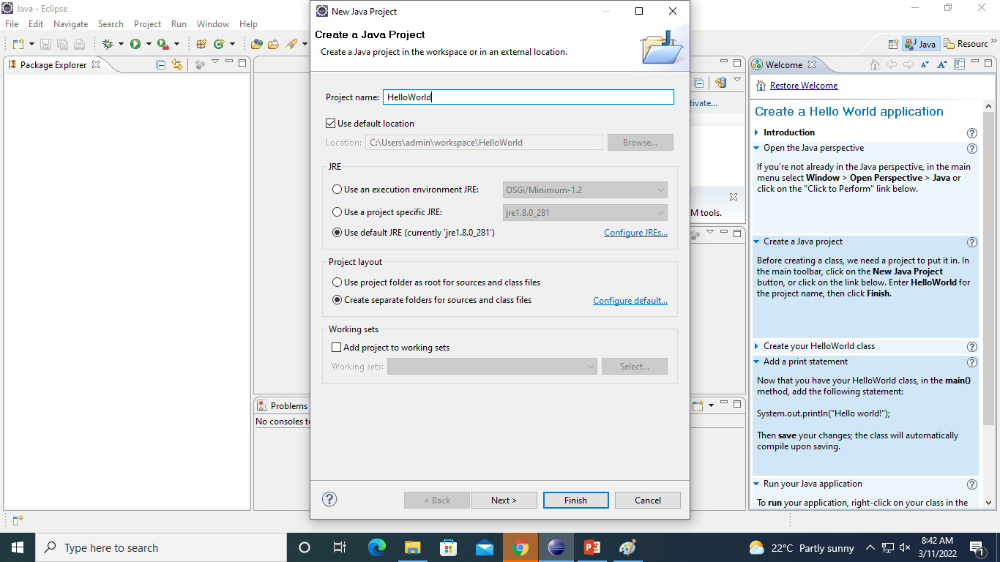 Java - Eclipse
File Edit Navigate Search Project Run Window Help
Java
Resourc
Package Explorer
New Java Project
Create a Java Project
Create a Java project in the workspace or in an external location.
Project name: HelloWorld
Use default location
Location: C:\Users\admin\workspace\HelloWorld Browse...
JRE
Use an execution environment JRE: OSGi/Minimum-1.2
Use a project specific JRE: jre1.8.0_281
Use default JRE (currently 'jre1.8.0_281') Configure JREs...
Project layout
Use project folder as root for sources and class files
Create separate folders for sources and class files Configure default...
Working sets
Add project to working sets
Working sets: Select...
? < Back Next > Finish Cancel
tivate...
M tools.
Problems
No consoles to
Welcome
Restore Welcome
Create a Hello World application
Introduction ?
Open the Java perspective ?
If you're not already in the Java perspective, in the main
menu select Window > Open Perspective > Java or
click on the "Click to Perform" link below.
Create a Java project ?
Before creating a class, we need a project to put it in. In
the main toolbar, click on the New Java Project
button, or click on the link below. Enter HelloWorld for
the project name, then click Finish.
Create your HelloWorld class ?
Add a print statement ?
Now that you have your HelloWorld class, in the main()
method, add the following statement:
System.out.println("Hello world!");
Then save your changes; the class will automatically
compile upon saving.
Run your Java application ?
To run your application, right-click on your class in the
Type here to search
22°C Partly sunny
8:42 AM
3/11/2022
1